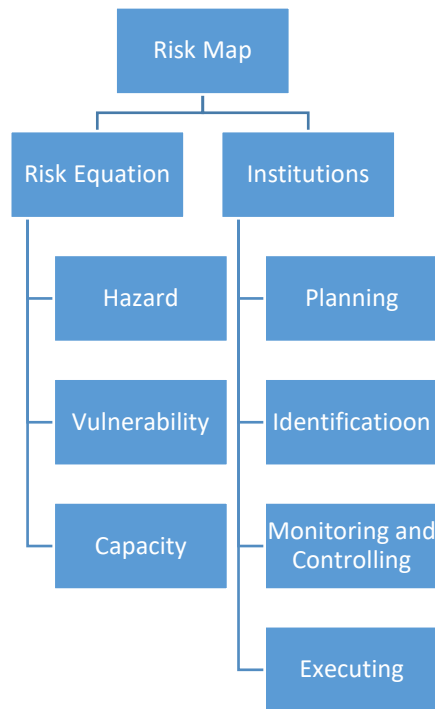 Risk Map
Risk Equation
Institutions
Hazard
Planning
Vulnerability
Identificatioon
Capacity
Monitoring and
Controlling
Executing